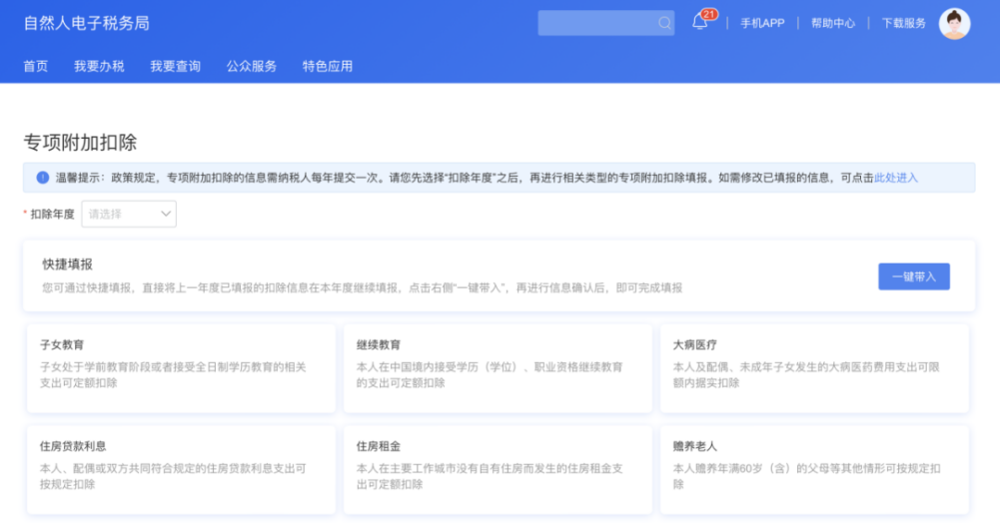 自然人电子税务局
21
手机APP
帮助中心
下载服务
首页 我要办税 我要查询 公众服务 特色应用
专项附加扣除
温馨提示：政策规定，专项附加扣除的信息需纳税人每年提交一次。请您先选择“扣除年度”之后，再进行相关类型的专项附加扣除填报。如需修改已填报的信息，可点击此处进入
* 扣除年度 请选择
快捷填报
您可通过快捷填报，直接将上一年度已填报的扣除信息在本年度继续填报，点击右侧“一键带入”，再进行信息确认后，即可完成填报
一键带入
子女教育
子女处于学前教育阶段或者接受全日制学历教育的相关
支出可定额扣除
继续教育
本人在中国境内接受学历（学位）、职业资格继续教育
的支出可定额扣除
大病医疗
本人及配偶、未成年子女发生的大病医药费用支出可限
额内据实扣除
住房贷款利息
本人、配偶或双方共同符合规定的住房贷款利息支出可
按规定扣除
住房租金
本人在主要工作城市没有自有住房而发生的住房租金支
出可定额扣除
赡养老人
本人赡养年满60岁（含）的父母等其他情形可按规定扣
除